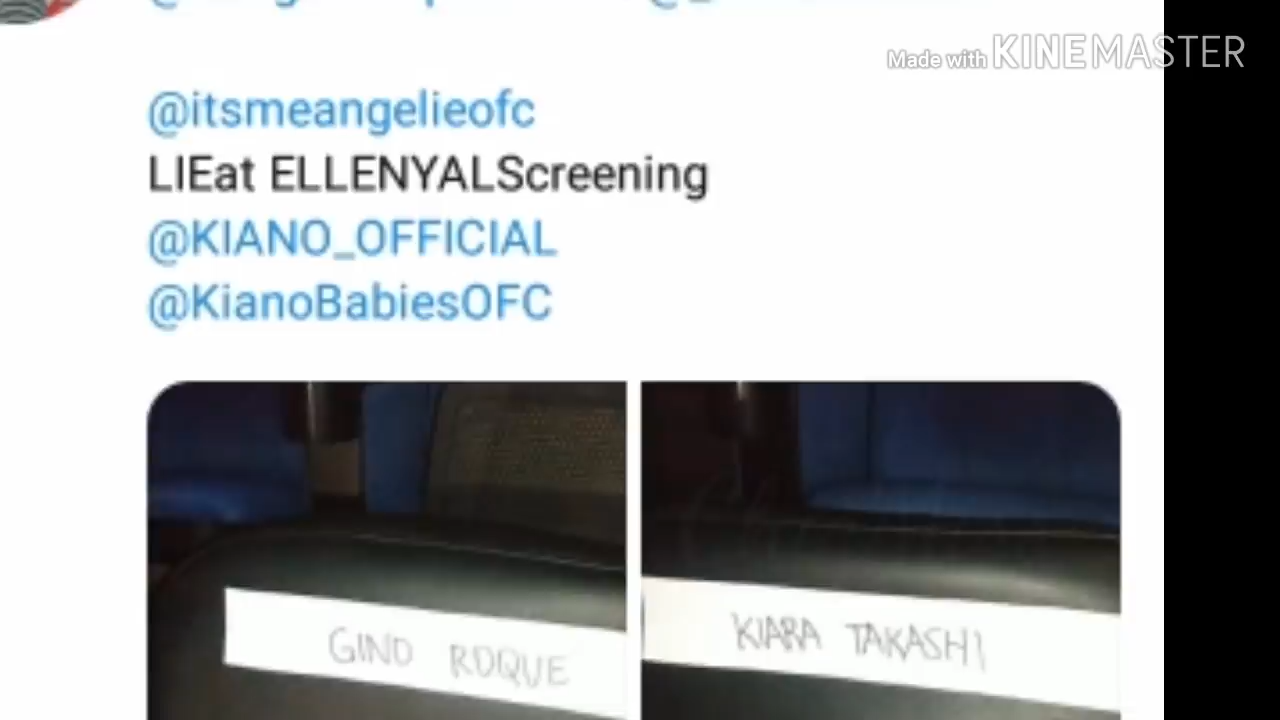 Made with KINEMASTER
@itsmeangelieofc
LIEat ELLENYALScreening
@KIANO_OFFICIAL
@KianoBabiesOFC
GINO ROQUE
KIARA TAKASHI